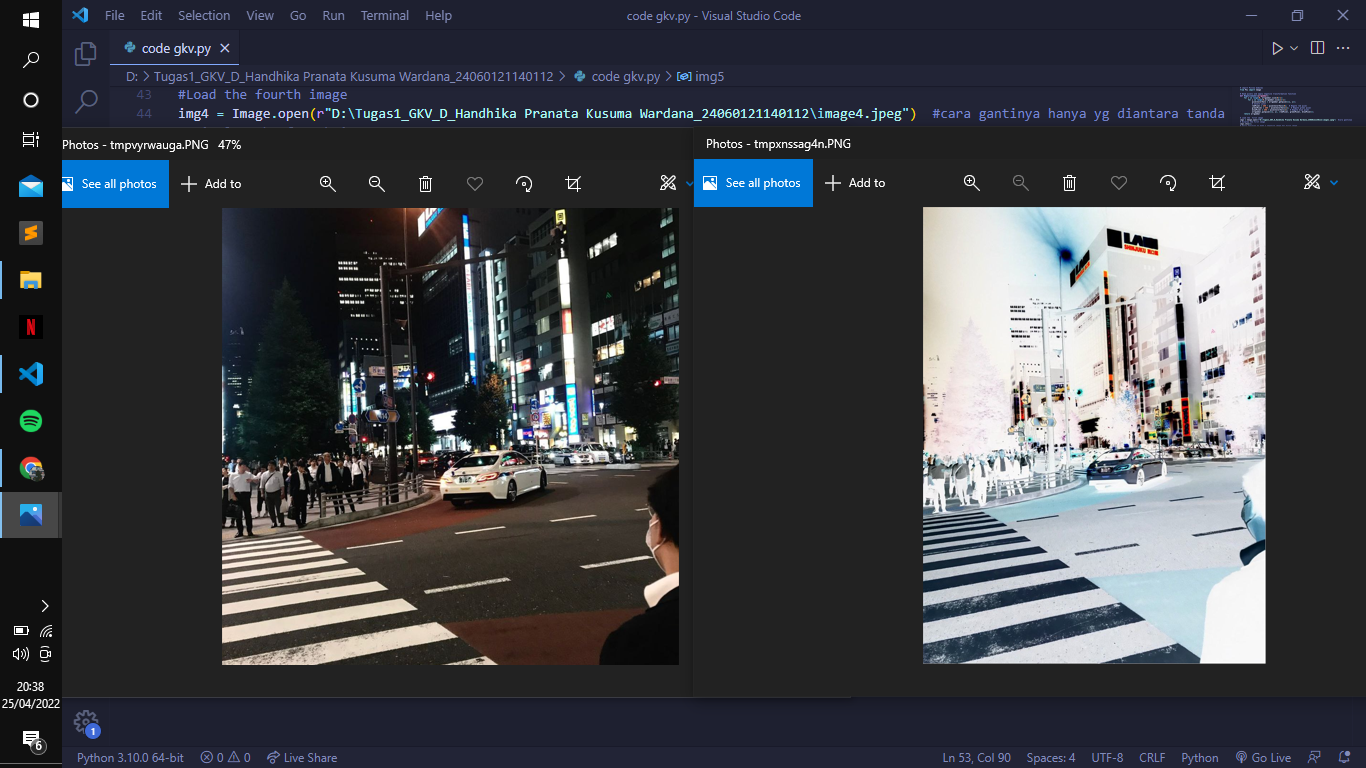 File Edit Selection View Go Run Terminal Help
code gkv.py - Visual Studio Code
code gkv.py
D: > Tugas1_GKV_D_Handhika Pranata Kusuma Wardana_24060121140112 > code gkv.py > img5
43 #Load the fourth image
44 img4 = Image.open(r"D:\Tugas1_GKV_D_Handhika Pranata Kusuma Wardana_24060121140112\image4.jpeg") #cara gantinya hanya yg diantara tanda
Photos - tmpvyrwauga.PNG 47%
See all photos
Add to
Photos - tmpxnssag4n.PNG
See all photos
Add to
20:38
25/04/2022
6
1
Python 3.10.0 64-bit
0 0
Live Share
Ln 53, Col 90
Spaces: 4
UTF-8
CRLF
Python
Go Live